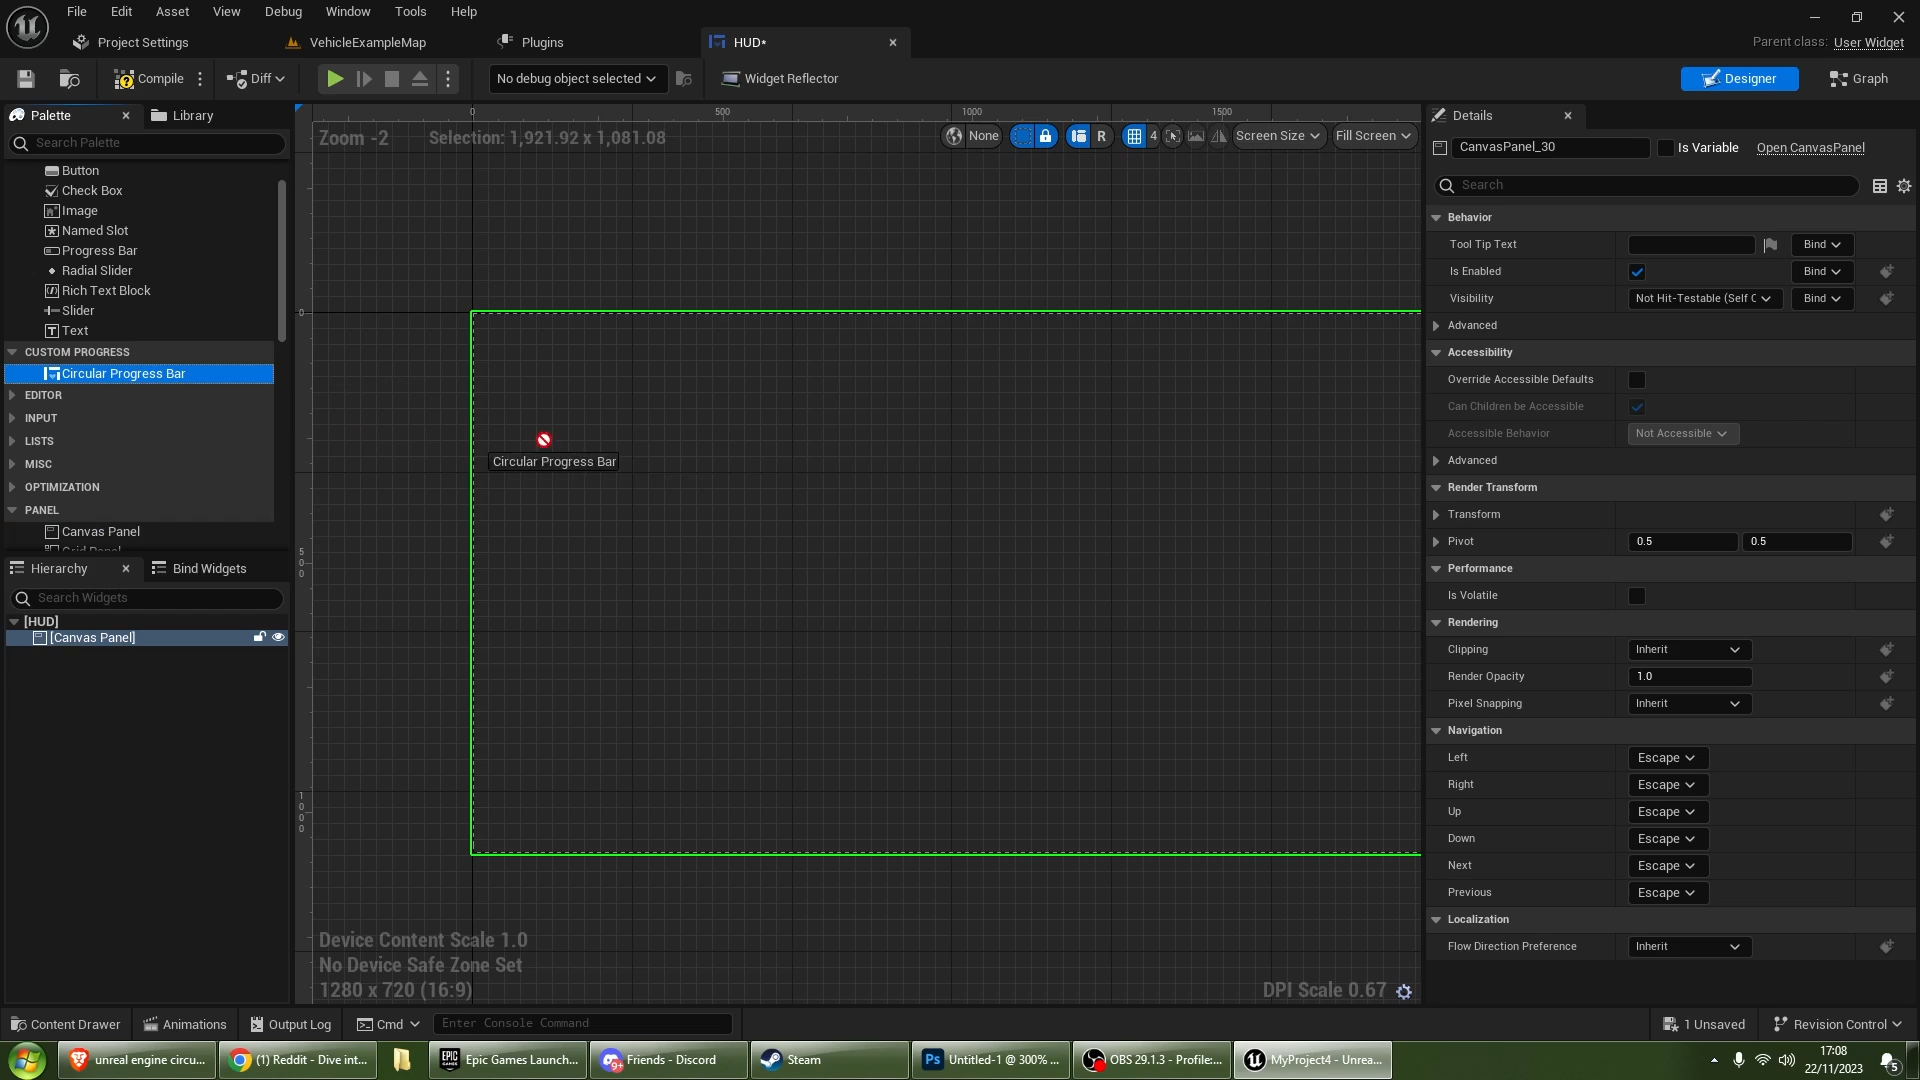 File Edit Asset View Debug Window Tools Help
Project Settings VehicleExampleMap Plugins HUD*
Parent class: User Widget
Compile Diff No debug object selected Widget Reflector Designer Graph
Palette Library
Search Palette
Button
Check Box
Image
Named Slot
Progress Bar
Radial Slider
Rich Text Block
Slider
Text
CUSTOM PROGRESS
Circular Progress Bar
EDITOR
INPUT
LISTS
MISC
OPTIMIZATION
PANEL
Canvas Panel
Grid Panel
Hierarchy Bind Widgets
Search Widgets
[HUD]
[Canvas Panel]
0 500 1000 1500
Zoom -2 Selection: 1,921.92 x 1,081.08
None R 4 Screen Size Fill Screen
0
500
1000
Circular Progress Bar
Device Content Scale 1.0
No Device Safe Zone Set
1280 x 720 (16:9)
DPI Scale 0.67
Details
CanvasPanel_30 Is Variable Open CanvasPanel
Search
Behavior
Tool Tip Text Bind
Is Enabled Bind
Visibility Not Hit-Testable (Self O Bind
Advanced
Accessibility
Override Accessible Defaults
Can Children be Accessible
Accessible Behavior Not Accessible
Advanced
Render Transform
Transform
Pivot 0.5 0.5
Performance
Is Volatile
Rendering
Clipping Inherit
Render Opacity 1.0
Pixel Snapping Inherit
Navigation
Left Escape
Right Escape
Up Escape
Down Escape
Next Escape
Previous Escape
Localization
Flow Direction Preference Inherit
Content Drawer Animations Output Log Cmd Enter Console Command 1 Unsaved Revision Control
unreal engine circu... (1) Reddit - Dive int... EPIC GAMES Epic Games Launch... 9+ Friends - Discord Steam Ps Untitled-1 @ 300% ... OBS 29.1.3 - Profile:... MyProject4 - Unrea...
17:08
22/11/2023
5